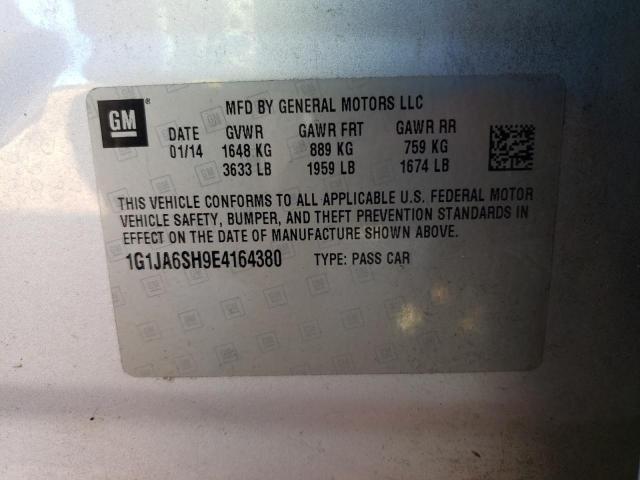 GM ® MFD BY GENERAL MOTORS LLC
DATE GVWR GAWR FRT GAWR RR
01/14 1648 KG 889 KG 759 KG
3633 LB 1959 LB 1674 LB
THIS VEHICLE CONFORMS TO ALL APPLICABLE U.S. FEDERAL MOTOR
VEHICLE SAFETY, BUMPER, AND THEFT PREVENTION STANDARDS IN
EFFECT ON THE DATE OF MANUFACTURE SHOWN ABOVE.
1G1JA6SH9E4164380 TYPE: PASS CAR